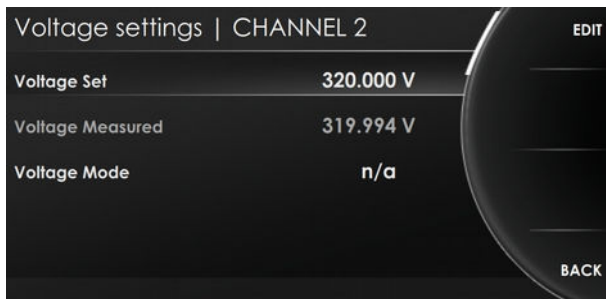 Voltage settings | CHANNEL 2
EDIT
Voltage Set 320.000 V
Voltage Measured 319.994 V
Voltage Mode n/a
BACK